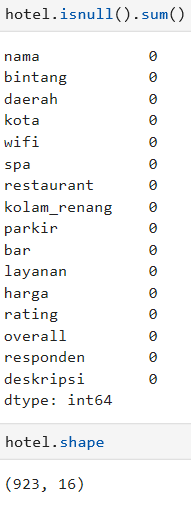 hotel.isnull().sum()
nama 0
bintang 0
daerah 0
kota 0
wifi 0
spa 0
restaurant 0
kolam_renang 0
parkir 0
bar 0
layanan 0
harga 0
rating 0
overall 0
responden 0
deskripsi 0
dtype: int64
hotel.shape
(923, 16)